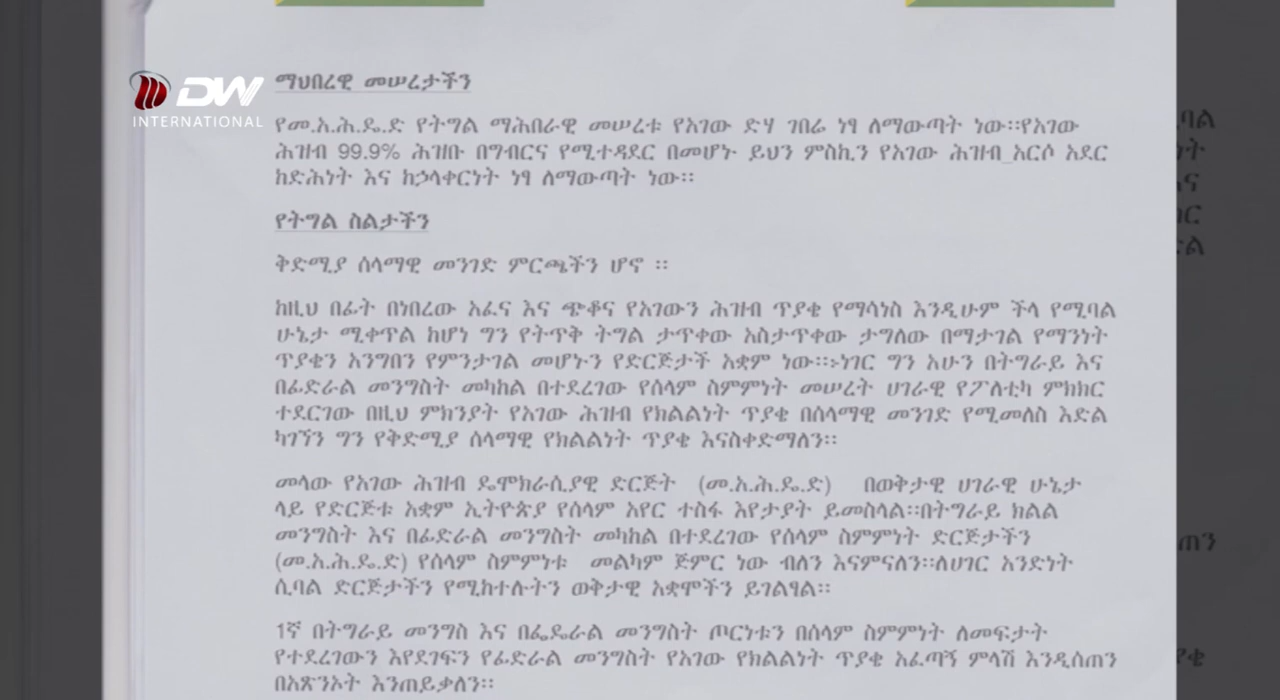 DW
INTERNATIONAL
ማህበረዊ መሠረታችን
የመ.አ.ሕ.ዴ.ድ የትግል ማሕበራዊ መሠረቱ የአገው ድሃ ገበሬ ነፃ ለማውጣት ነው፡፡የአገው
ሕዝብ 99.9% ሕዝቡ በግብርና የሚተዳደር በመሆኑ ይህን ምስኪን የአገው ሕዝብ_አርሶ አደር
ከድሕነት እና ከኃላቀርነት ነፃ ለማውጣት ነው፡፡
የትግል ስልታችን
ቅድሚያ ሰላማዊ መንገድ ምርጫችን ሆኖ ፡፡
ከዚህ በፊት በነበረው አፈና እና ጭቆና የአገውን ሕዝብ ጥያቄ የማሳነስ እንዲሁም ችላ የሚባል
ሁኔታ ሚቀጥል ከሆነ ግን የትጥቅ ትግል ታጥቀው አስታጥቀው ታግለው በማታገል የማንነት
ጥያቄን አንግበን የምንታገል መሆኑን የድርጅታች አቋም ነው፡፡፦ነገር ግን አሁን በትግራይ እና
በፊድራል መንግስት መካከል በተደረገው የሰላም ስምምነት መሠረት ሀገራዊ የፖለቲካ ምክክር
ተደርገው በዚህ ምክንያት የአገው ሕዝብ የክልልነት ጥያቄ በሰላማዊ መንገድ የሚመለስ እድል
ካገኘን ግን የቅድሚያ ሰላማዊ የክልልነት ጥያቄ እናስቀድማለን፡፡
መላው የአገው ሕዝብ ዴሞክራሲያዊ ድርጅት (መ.አ.ሕ.ዴ.ድ) በወቅታዊ ሀገራዊ ሁኔታ
ላይ የድርጅቱ አቋም ኢትዮጵያ የሰላም አየር ተስፋ እየታያት ይመስላል፡፡በትግራይ ክልል
መንግስት እና በፊድራል መንግስት መካከል በተደረገው የሰላም ስምምነት ድርጅታችን
(መ.አ.ሕ.ዴ.ድ) የሰላም ስምምነቱ መልካም ጅምር ነው ብለን እናምናለን፡፡ለሀገር አንድነት
ሲባል ድርጅታችን የሚከተሉትን ወቅታዊ አቋሞችን ይገልፃል፡፡
1ኛ በትግራይ መንግስ እና በፌዴራል መንግስት ጦርነቱን በሰላም ስምምነት ለመፍታት
የተደረገውን እየደገፍን የፊድራል መንግስት የአገው የክልልነት ጥያቄ አፈጣኝ ምላሽ እንዲሰጠን
በአጽንኦት እንጠይቃለን፡፡